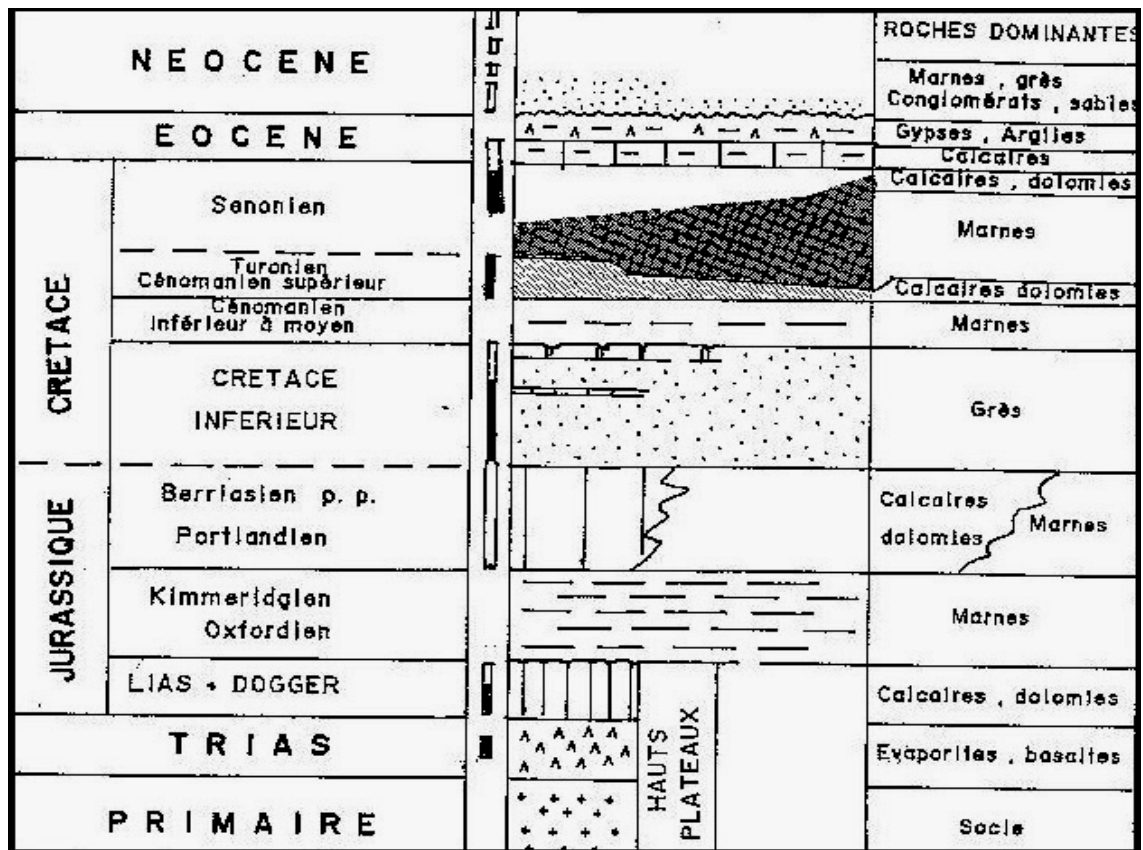 ROCHES DOMINANTES
NEOCENE
Marnes , grès
Conglomérats , sables
EOCENE
Gypses , Argiles
Calcaires
Calcaires , dolomies
CRETACE
Senonien
Marnes
Turonien
Cénomanien supérieur
Calcaires dolomies
Cénomanien
Inférieur à moyen
Marnes
CRETACE
INFERIEUR
Grès
JURASSIQUE
Berriasien p. p.
Portlandien
Calcaires
dolomies
Marnes
Kimmeridgien
Oxfordien
Marnes
LIAS + DOGGER
Calcaires , dolomies
HAUTS
PLATEAUX
TRIAS
Evaporites , basaltes
PRIMAIRE
Socle